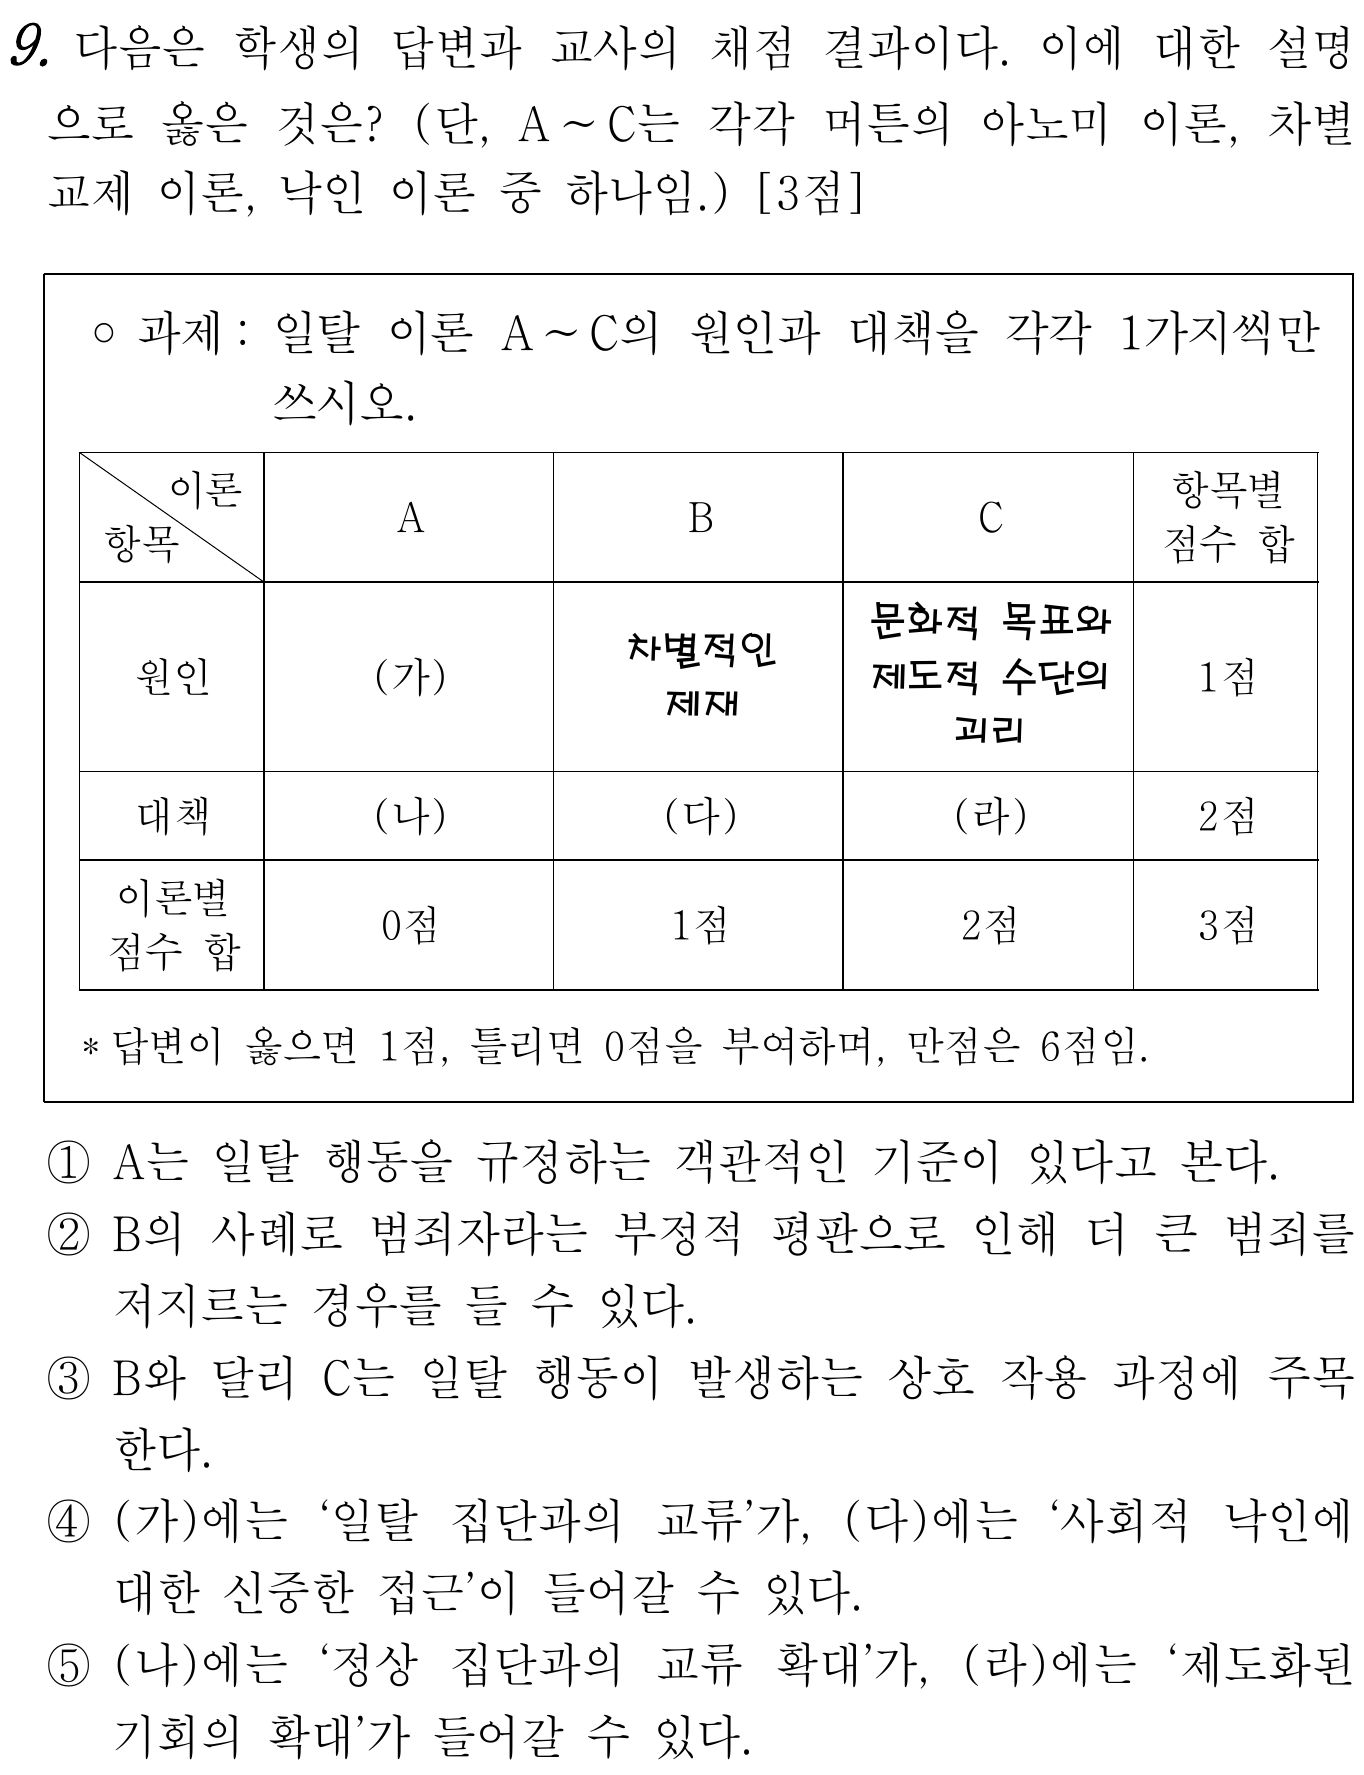 9. 다음은 학생의 답변과 교사의 채점 결과이다. 이에 대한 설명
으로 옳은 것은? (단, A~C는 각각 머튼의 아노미 이론, 차별
교제 이론, 낙인 이론 중 하나임.) [3점]
○ 과제 : 일탈 이론 A~C의 원인과 대책을 각각 1가지씩만
쓰시오.
이론
항목
A
B
C
항목별
점수 합
원인
(가)
차별적인
제재
문화적 목표와
제도적 수단의
괴리
1점
대책
(나)
(다)
(라)
2점
이론별
점수 합
0점
1점
2점
3점
* 답변이 옳으면 1점, 틀리면 0점을 부여하며, 만점은 6점임.
① A는 일탈 행동을 규정하는 객관적인 기준이 있다고 본다.
② B의 사례로 범죄자라는 부정적 평판으로 인해 더 큰 범죄를
저지르는 경우를 들 수 있다.
③ B와 달리 C는 일탈 행동이 발생하는 상호 작용 과정에 주목
한다.
④ (가)에는 ‘일탈 집단과의 교류’가, (다)에는 ‘사회적 낙인에
대한 신중한 접근’이 들어갈 수 있다.
⑤ (나)에는 ‘정상 집단과의 교류 확대’가, (라)에는 ‘제도화된
기회의 확대’가 들어갈 수 있다.